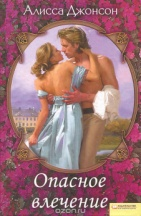 Алисса Джонсон
Опасное
влечение